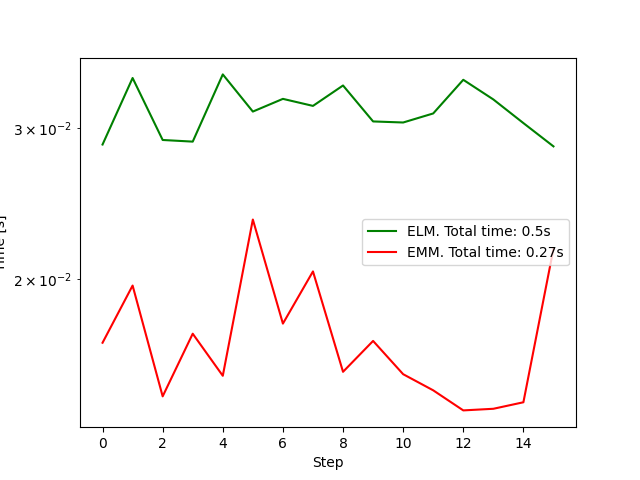 3 × 10⁻²
2 × 10⁻²
Time [s]
ELM. Total time: 0.5s
EMM. Total time: 0.27s
0 2 4 6 8 10 12 14
Step